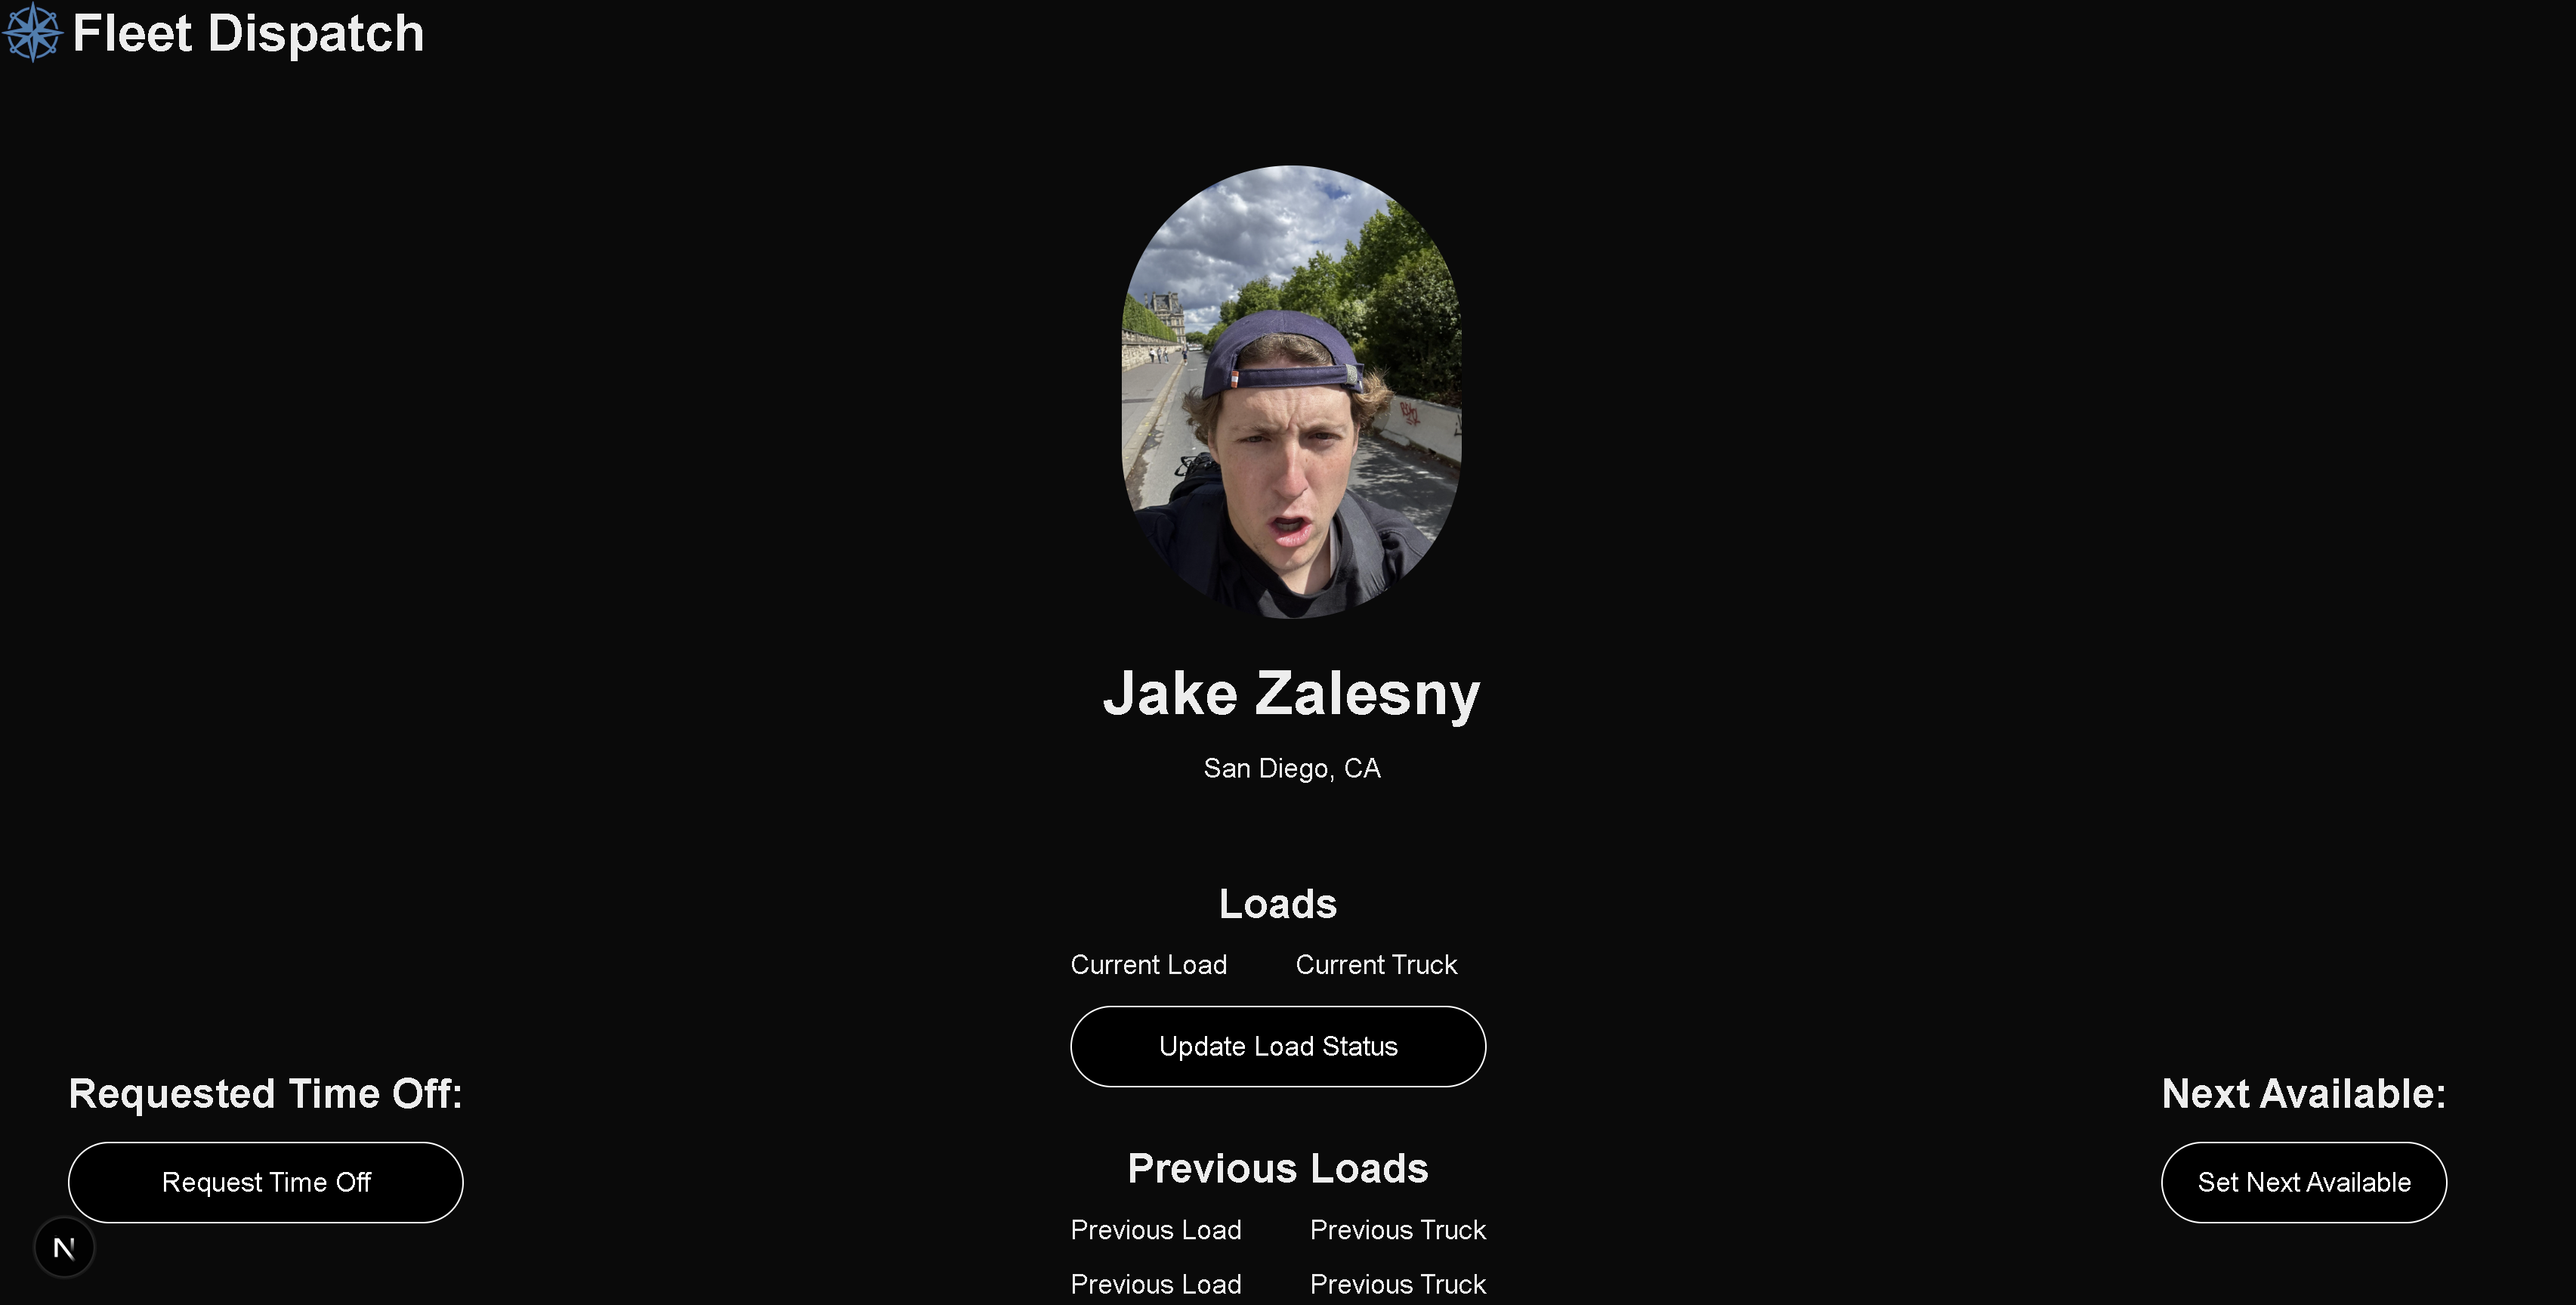 Fleet Dispatch
Jake Zalesny
San Diego, CA
Loads
Current Load Current Truck
Update Load Status
Requested Time Off:
Request Time Off
Next Available:
Set Next Available
Previous Loads
Previous Load Previous Truck
Previous Load Previous Truck
N